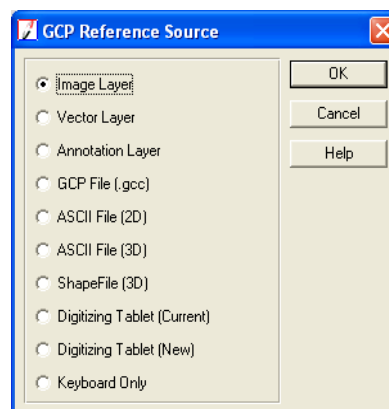 GCP Reference Source
Image Layer
Vector Layer
Annotation Layer
GCP File (.gcc)
ASCII File (2D)
ASCII File (3D)
ShapeFile (3D)
Digitizing Tablet (Current)
Digitizing Tablet (New)
Keyboard Only
OK
Cancel
Help